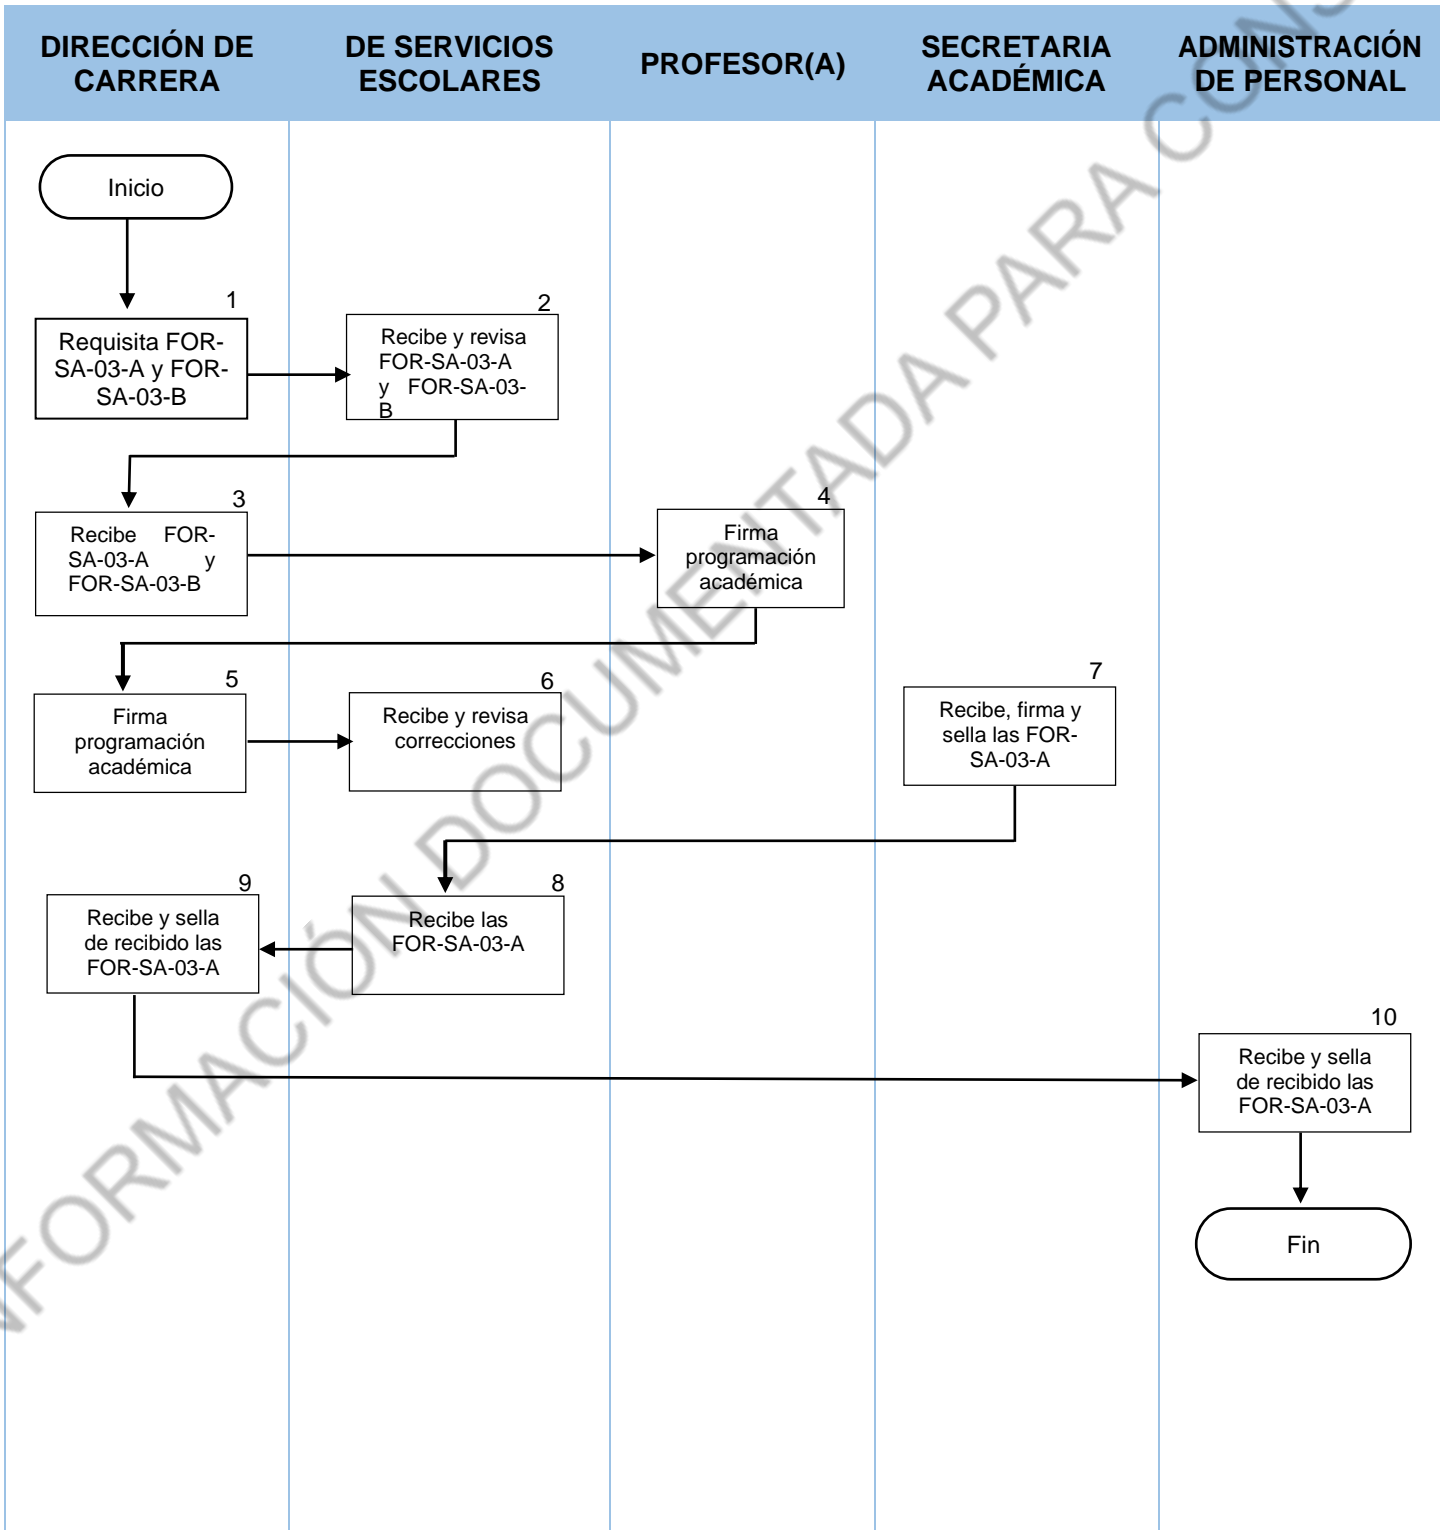 DIRECCIÓN DE
CARRERA
DE SERVICIOS
ESCOLARES
PROFESOR(A)
SECRETARIA
ACADÉMICA
ADMINISTRACIÓN
DE PERSONAL
Inicio
1
Requisita FOR-
SA-03-A y FOR-
SA-03-B
2
Recibe y revisa
FOR-SA-03-A
y FOR-SA-03-
B
3
Recibe FOR-
SA-03-A y
FOR-SA-03-B
4
Firma
programación
académica
5
Firma
programación
académica
6
Recibe y revisa
correcciones
7
Recibe, firma y
sella las FOR-
SA-03-A
9
Recibe y sella
de recibido las
FOR-SA-03-A
8
Recibe las
FOR-SA-03-A
10
Recibe y sella
de recibido las
FOR-SA-03-A
Fin
NFORMACIÓN DOCUMENTADA PARA CONS